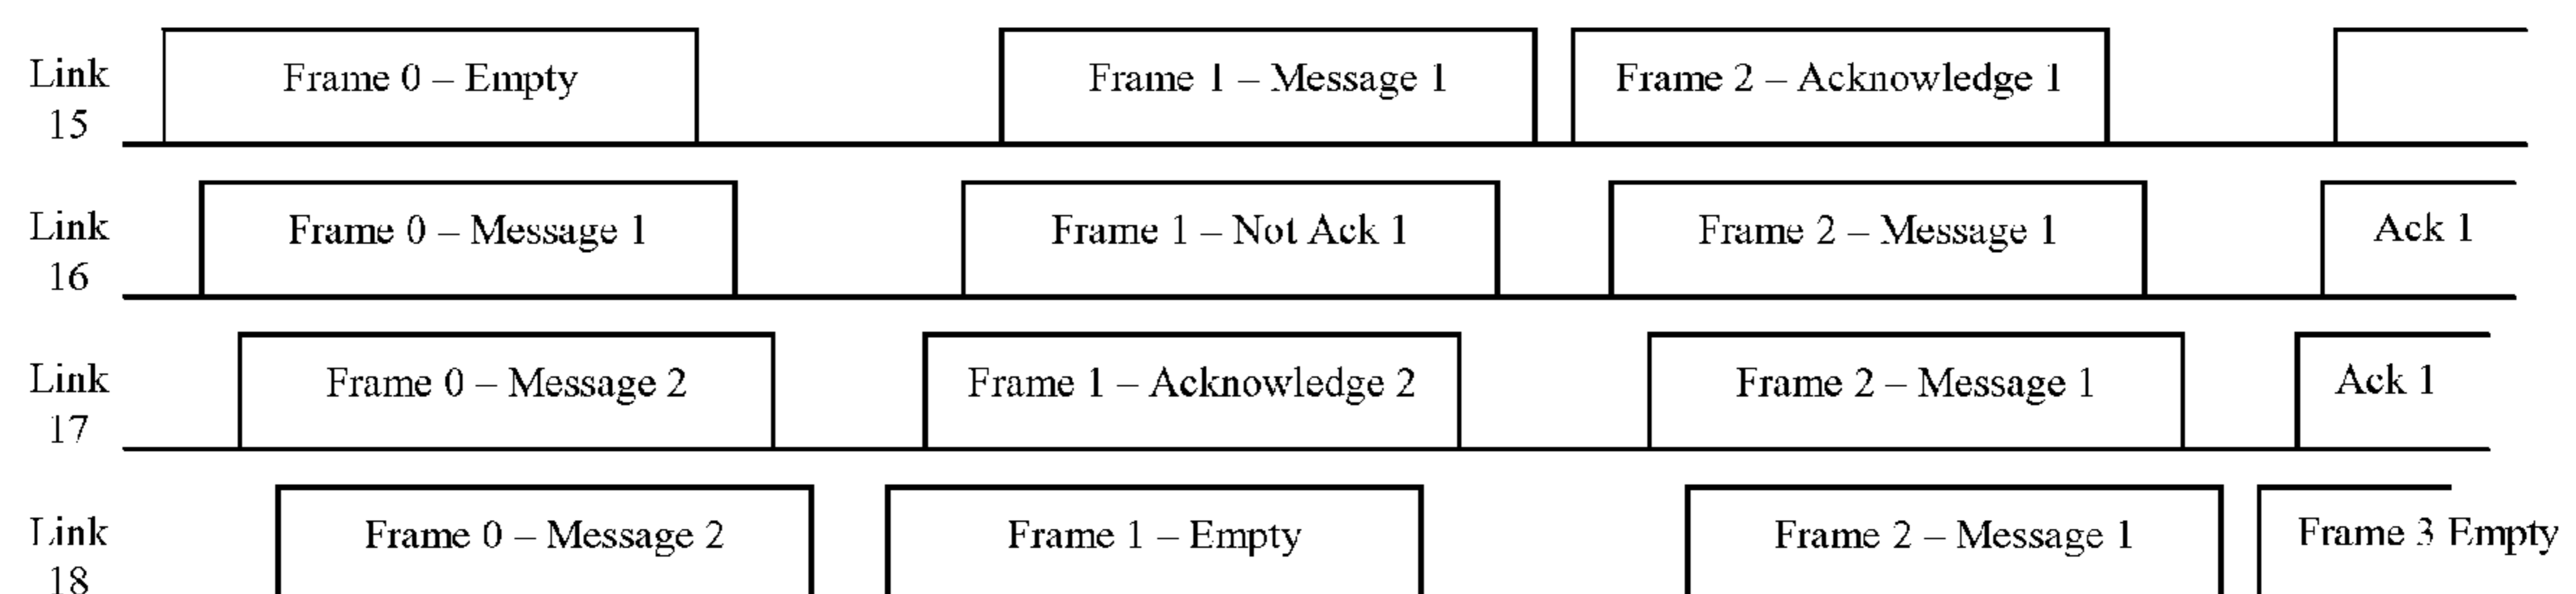 Link
15
Frame 0 – Empty
Frame 1 – Message 1
Frame 2 – Acknowledge 1
Link
16
Frame 0 – Message 1
Frame 1 – Not Ack 1
Frame 2 – Message 1
Ack 1
Link
17
Frame 0 – Message 2
Frame 1 – Acknowledge 2
Frame 2 – Message 1
Ack 1
Link
18
Frame 0 – Message 2
Frame 1 – Empty
Frame 2 – Message 1
Frame 3 Empty